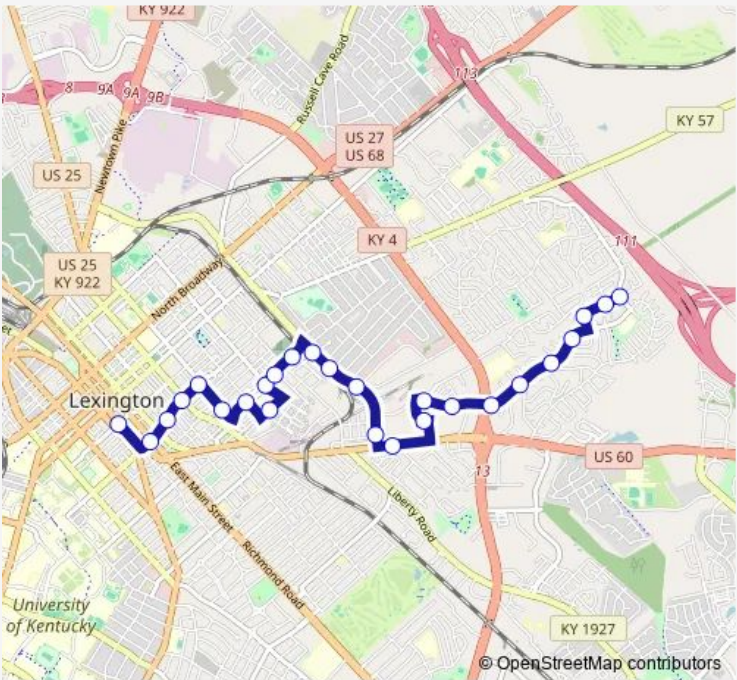 KY 922
8
9A
9B
113
Russell Cave Road
KY 57
US 27
US 68
Newtown Pike
US 25
KY 4
111
US 25
KY 922
North Broadway
Lexington
US 60
13
East Main Street
Liberty Road
Richmond Road
University
of Kentucky
KY 1927
© OpenStreetMap contributors